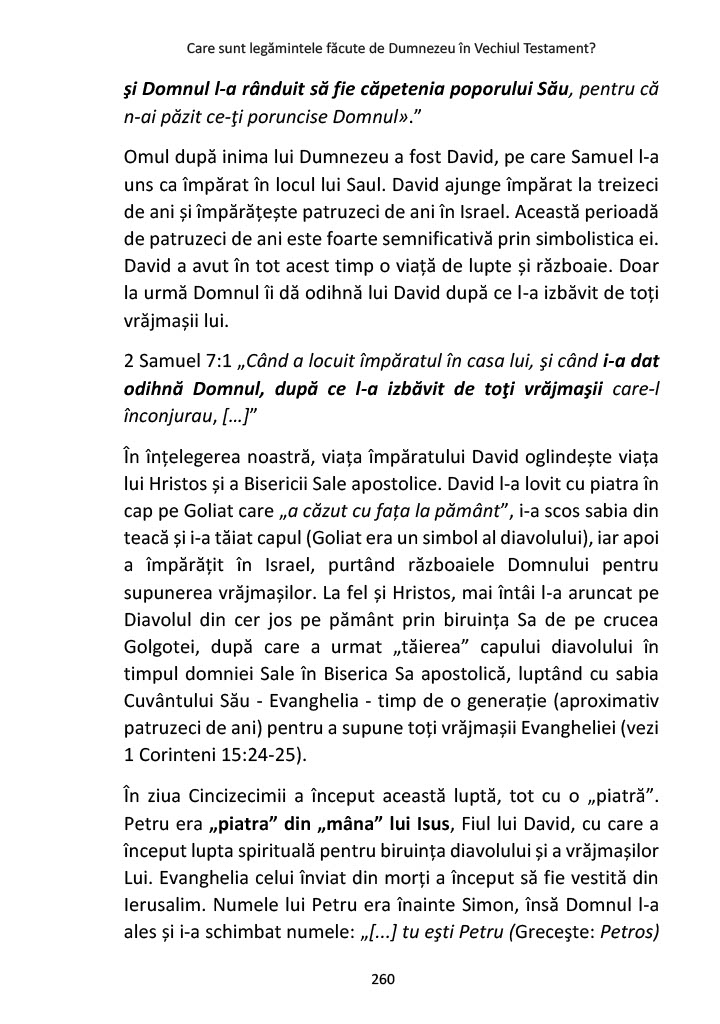 Care sunt legămintele făcute de Dumnezeu în Vechiul Testament?
şi Domnul l-a rânduit să fie căpetenia poporului Său, pentru că
n-ai păzit ce-ţi poruncise Domnul».”
Omul după inima lui Dumnezeu a fost David, pe care Samuel l-a
uns ca împărat în locul lui Saul. David ajunge împărat la treizeci
de ani și împărățește patruzeci de ani în Israel. Această perioadă
de patruzeci de ani este foarte semnificativă prin simbolistica ei.
David a avut în tot acest timp o viață de lupte și războaie. Doar
la urmă Domnul îi dă odihnă lui David după ce l-a izbăvit de toți
vrăjmașii lui.
2 Samuel 7:1 „Când a locuit împăratul în casa lui, şi când i-a dat
odihnă Domnul, după ce l-a izbăvit de toţi vrăjmaşii care-l
înconjurau, […]”
În înțelegerea noastră, viața împăratului David oglindește viața
lui Hristos și a Bisericii Sale apostolice. David l-a lovit cu piatra în
cap pe Goliat care „a căzut cu fața la pământ”, i-a scos sabia din
teacă și i-a tăiat capul (Goliat era un simbol al diavolului), iar apoi
a împărățit în Israel, purtând războaiele Domnului pentru
supunerea vrăjmașilor. La fel și Hristos, mai întâi l-a aruncat pe
Diavolul din cer jos pe pământ prin biruința Sa de pe crucea
Golgotei, după care a urmat „tăierea” capului diavolului în
timpul domniei Sale în Biserica Sa apostolică, luptând cu sabia
Cuvântului Său - Evanghelia - timp de o generație (aproximativ
patruzeci de ani) pentru a supune toți vrăjmașii Evangheliei (vezi
1 Corinteni 15:24-25).
În ziua Cincizecimii a început această luptă, tot cu o „piatră”.
Petru era „piatra” din „mâna” lui Isus, Fiul lui David, cu care a
început lupta spirituală pentru biruința diavolului și a vrăjmașilor
Lui. Evanghelia celui înviat din morți a început să fie vestită din
Ierusalim. Numele lui Petru era înainte Simon, însă Domnul l-a
ales și i-a schimbat numele: „[...] tu eşti Petru (Greceşte: Petros)
260